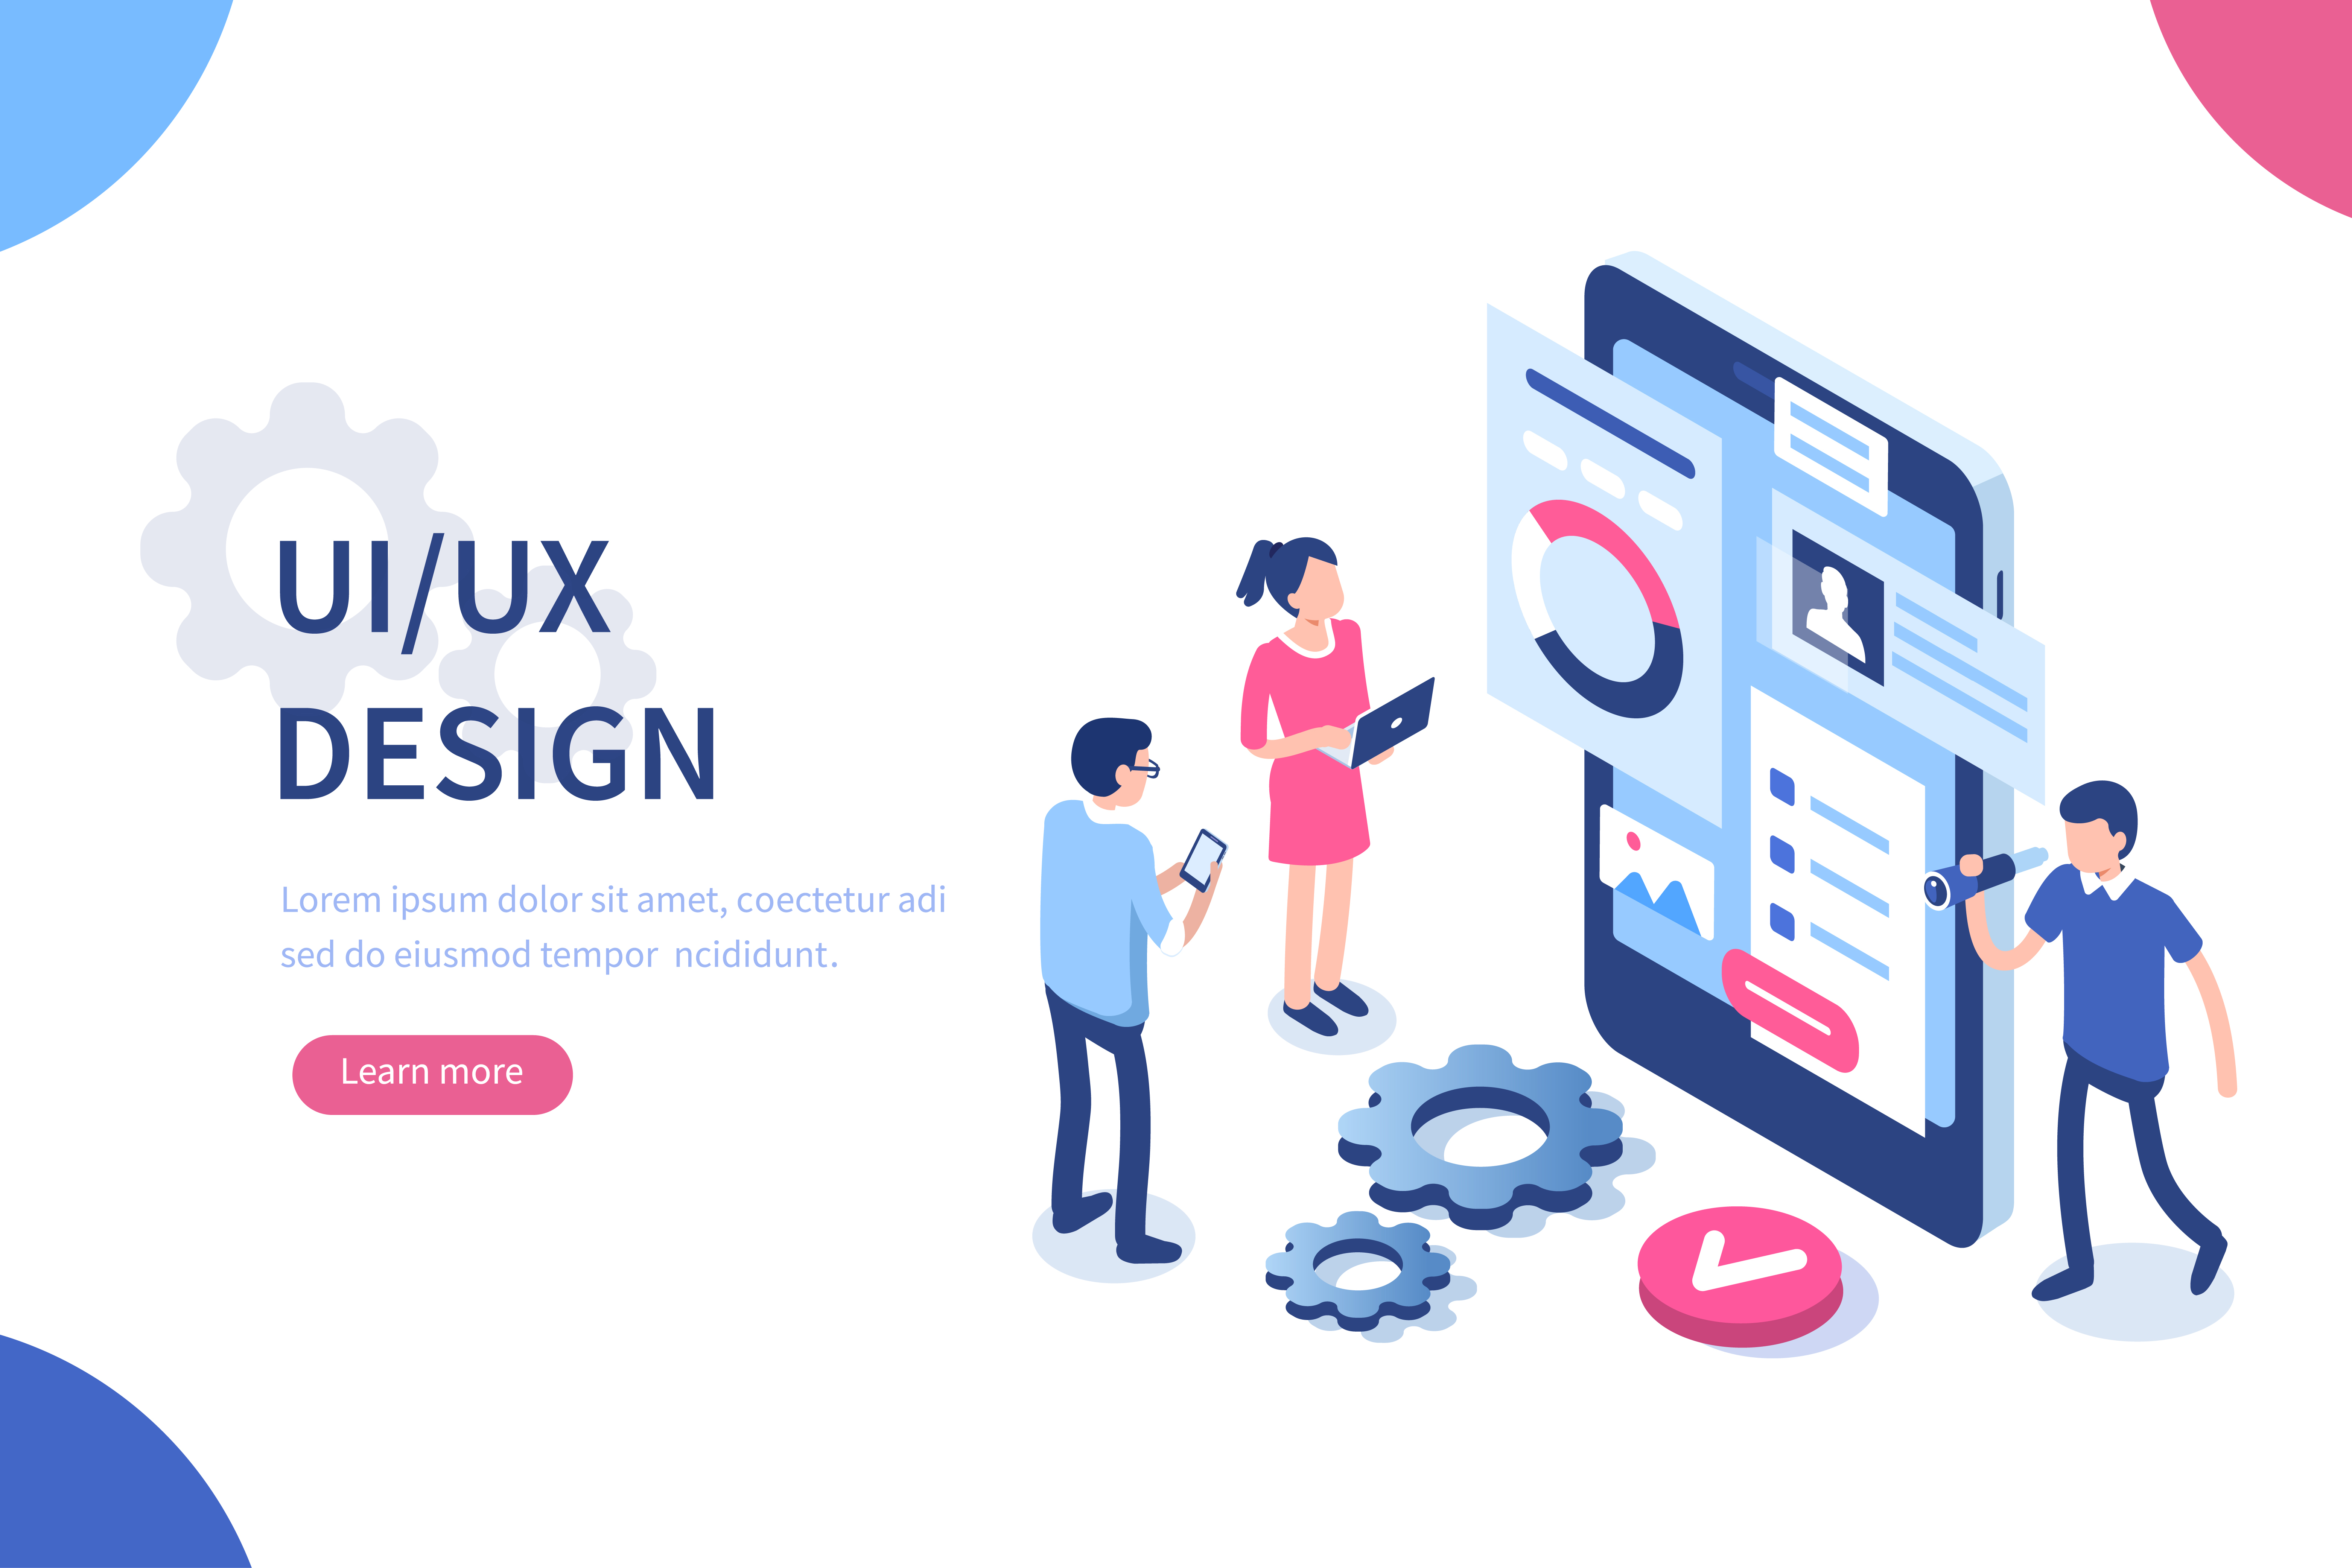 UI/UX
DESIGN
Lorem ipsum dolor sit amet, coectetur adi
sed do eiusmod tempor  ncididunt.
Learn more